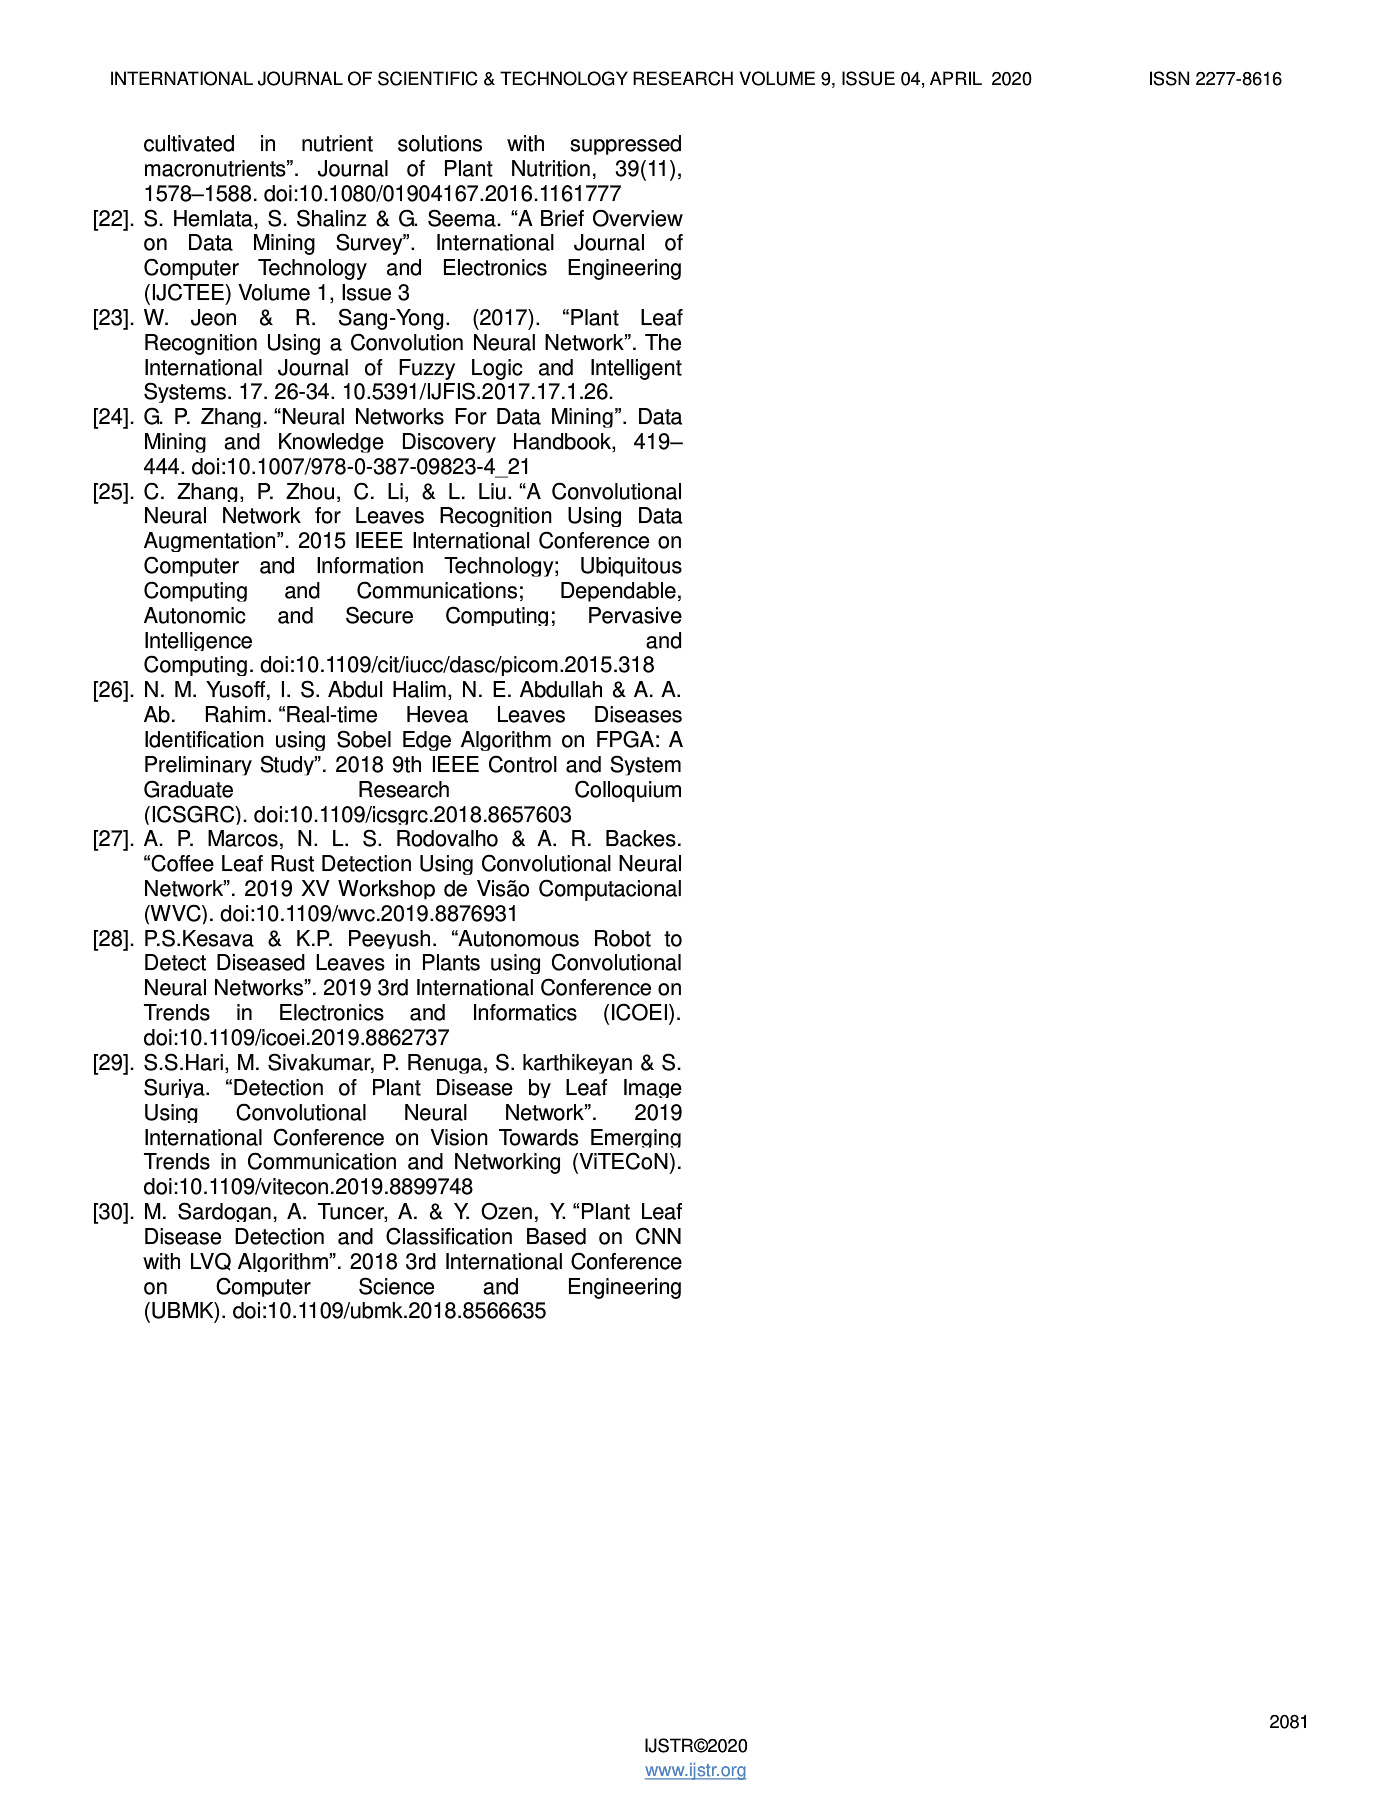 INTERNATIONAL JOURNAL OF SCIENTIFIC & TECHNOLOGY RESEARCH VOLUME 9, ISSUE 04, APRIL 2020 ISSN 2277-8616
cultivated in nutrient solutions with suppressed
macronutrients”. Journal of Plant Nutrition, 39(11),
1578–1588. doi:10.1080/01904167.2016.1161777
[22]. S. Hemlata, S. Shalinz & G. Seema. “A Brief Overview
on Data Mining Survey”. International Journal of
Computer Technology and Electronics Engineering
(IJCTEE) Volume 1, Issue 3
[23]. W. Jeon & R. Sang-Yong. (2017). “Plant Leaf
Recognition Using a Convolution Neural Network”. The
International Journal of Fuzzy Logic and Intelligent
Systems. 17. 26-34. 10.5391/IJFIS.2017.17.1.26.
[24]. G. P. Zhang. “Neural Networks For Data Mining”. Data
Mining and Knowledge Discovery Handbook, 419–
444. doi:10.1007/978-0-387-09823-4_21
[25]. C. Zhang, P. Zhou, C. Li, & L. Liu. “A Convolutional
Neural Network for Leaves Recognition Using Data
Augmentation”. 2015 IEEE International Conference on
Computer and Information Technology; Ubiquitous
Computing and Communications; Dependable,
Autonomic and Secure Computing; Pervasive
Intelligence and
Computing. doi:10.1109/cit/iucc/dasc/picom.2015.318
[26]. N. M. Yusoff, I. S. Abdul Halim, N. E. Abdullah & A. A.
Ab. Rahim. “Real-time Hevea Leaves Diseases
Identification using Sobel Edge Algorithm on FPGA: A
Preliminary Study”. 2018 9th IEEE Control and System
Graduate Research Colloquium
(ICSGRC). doi:10.1109/icsgrc.2018.8657603
[27]. A. P. Marcos, N. L. S. Rodovalho & A. R. Backes.
“Coffee Leaf Rust Detection Using Convolutional Neural
Network”. 2019 XV Workshop de Visão Computacional
(WVC). doi:10.1109/wvc.2019.8876931
[28]. P.S.Kesava & K.P. Peeyush. “Autonomous Robot to
Detect Diseased Leaves in Plants using Convolutional
Neural Networks”. 2019 3rd International Conference on
Trends in Electronics and Informatics (ICOEI).
doi:10.1109/icoei.2019.8862737
[29]. S.S.Hari, M. Sivakumar, P. Renuga, S. karthikeyan & S.
Suriya. “Detection of Plant Disease by Leaf Image
Using Convolutional Neural Network”. 2019
International Conference on Vision Towards Emerging
Trends in Communication and Networking (ViTECoN).
doi:10.1109/vitecon.2019.8899748
[30]. M. Sardogan, A. Tuncer, A. & Y. Ozen, Y. “Plant Leaf
Disease Detection and Classification Based on CNN
with LVQ Algorithm”. 2018 3rd International Conference
on Computer Science and Engineering
(UBMK). doi:10.1109/ubmk.2018.8566635
2081
IJSTR©2020
www.ijstr.org